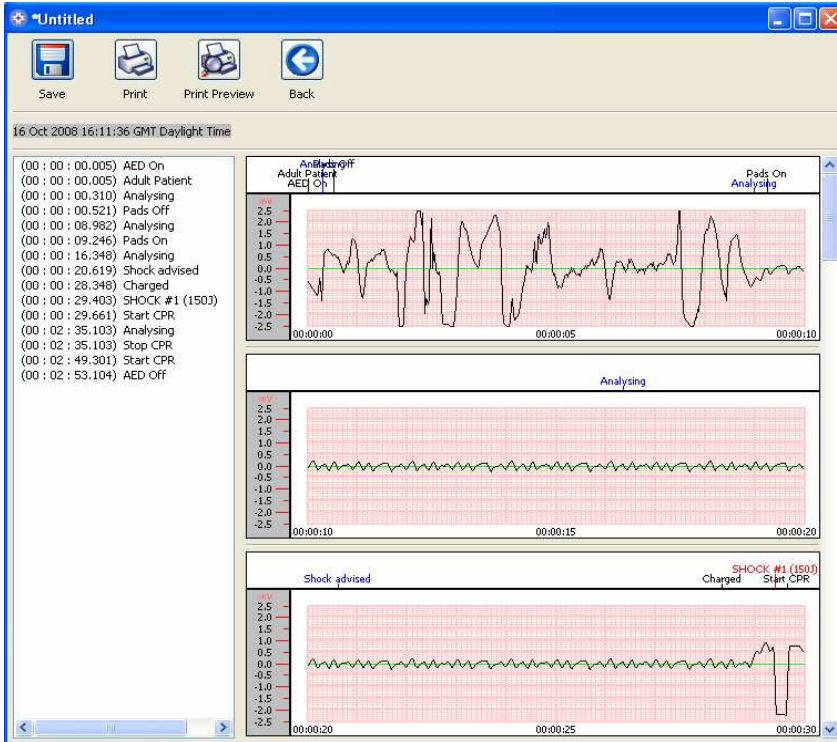 *Untitled
Save Print Print Preview Back
16 Oct 2008 16:11:36 GMT Daylight Time
(00 : 00 : 00.005) AED On
(00 : 00 : 00.005) Adult Patient
(00 : 00 : 00.310) Analysing
(00 : 00 : 00.521) Pads Off
(00 : 00 : 08.982) Analysing
(00 : 00 : 09.246) Pads On
(00 : 00 : 16.348) Analysing
(00 : 00 : 20.619) Shock advised
(00 : 00 : 28.348) Charged
(00 : 00 : 29.403) SHOCK #1 (150J)
(00 : 00 : 29.661) Start CPR
(00 : 02 : 35.103) Analysing
(00 : 02 : 35.103) Stop CPR
(00 : 02 : 49.301) Start CPR
(00 : 02 : 53.104) AED Off
Analysing Pads Off
Adult Patient Pads On
AED On Analysing
mV
2.5
2.0
1.5
1.0
0.5
0.0
-0.5
-1.0
-1.5
-2.0
-2.5
00:00:00 00:00:05 00:00:10
Analysing
mV
2.5
2.0
1.5
1.0
0.5
0.0
-0.5
-1.0
-1.5
-2.0
-2.5
00:00:10 00:00:15 00:00:20
SHOCK #1 (150J)
Shock advised Charged Start CPR
mV
2.5
2.0
1.5
1.0
0.5
0.0
-0.5
-1.0
-1.5
-2.0
-2.5
00:00:20 00:00:25 00:00:30